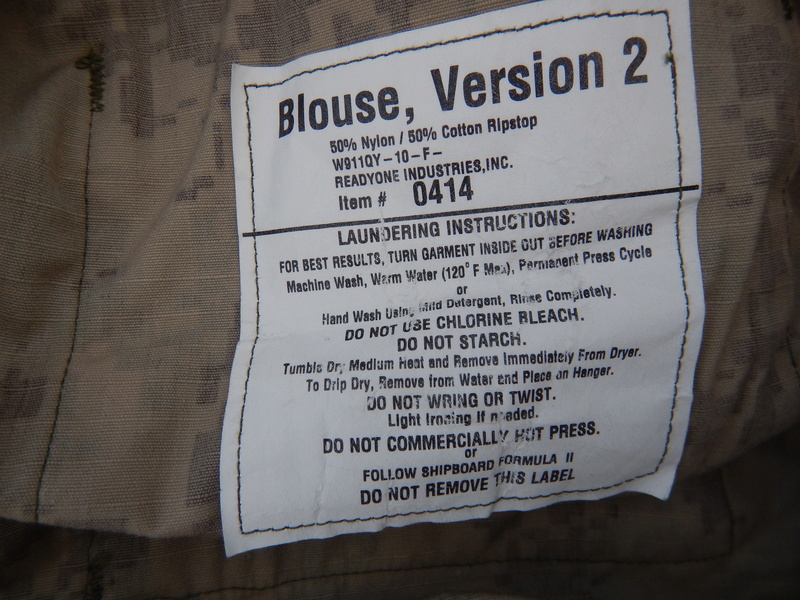 Blouse, Version 2
50% Nylon / 50% Cotton Ripstop
W911QY-10-F-
READYONE INDUSTRIES,INC.
Item # 0414
LAUNDERING INSTRUCTIONS:
FOR BEST RESULTS, TURN GARMENT INSIDE OUT BEFORE WASHING
Machine Wash, Warm Water (120° F Max), Permanent Press Cycle
or
Hand Wash Using Mild Detergent, Rinse Completely.
DO NOT USE CHLORINE BLEACH.
DO NOT STARCH.
Tumble Dry Medium Heat and Remove Immediately From Dryer.
To Drip Dry, Remove from Water and Place on Hanger.
DO NOT WRING OR TWIST.
Light Ironing if needed.
DO NOT COMMERCIALLY HOT PRESS.
or
FOLLOW SHIPBOARD FORMULA II
DO NOT REMOVE THIS LABEL